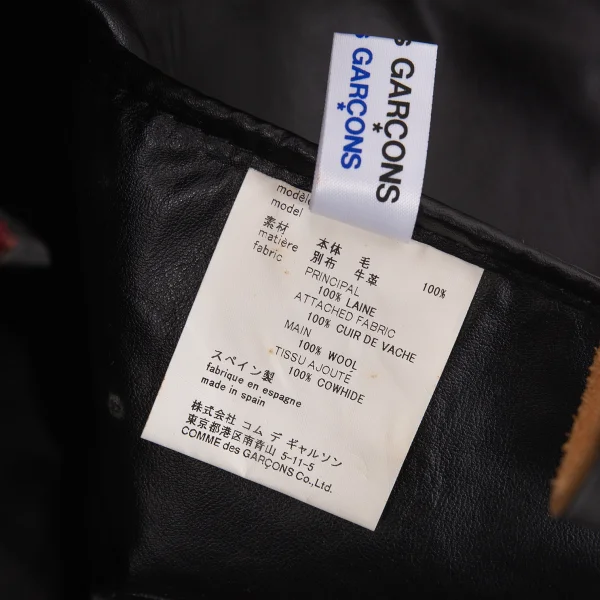 S GARCONS
*
S GARCONS
*
modèle
model
素材
matière
fabric
本体 毛
別布 牛革 100%
PRINCIPAL
100% LAINE
ATTACHED FABRIC
100% CUIR DE VACHE
MAIN
100% WOOL
TISSU AJOUTE
100% COWHIDE
スペイン製
fabrique en espagne
made in spain
株式会社 コム デ ギャルソン
東京都港区南青山 5-11-5
COMME des GARÇONS Co.,Ltd.